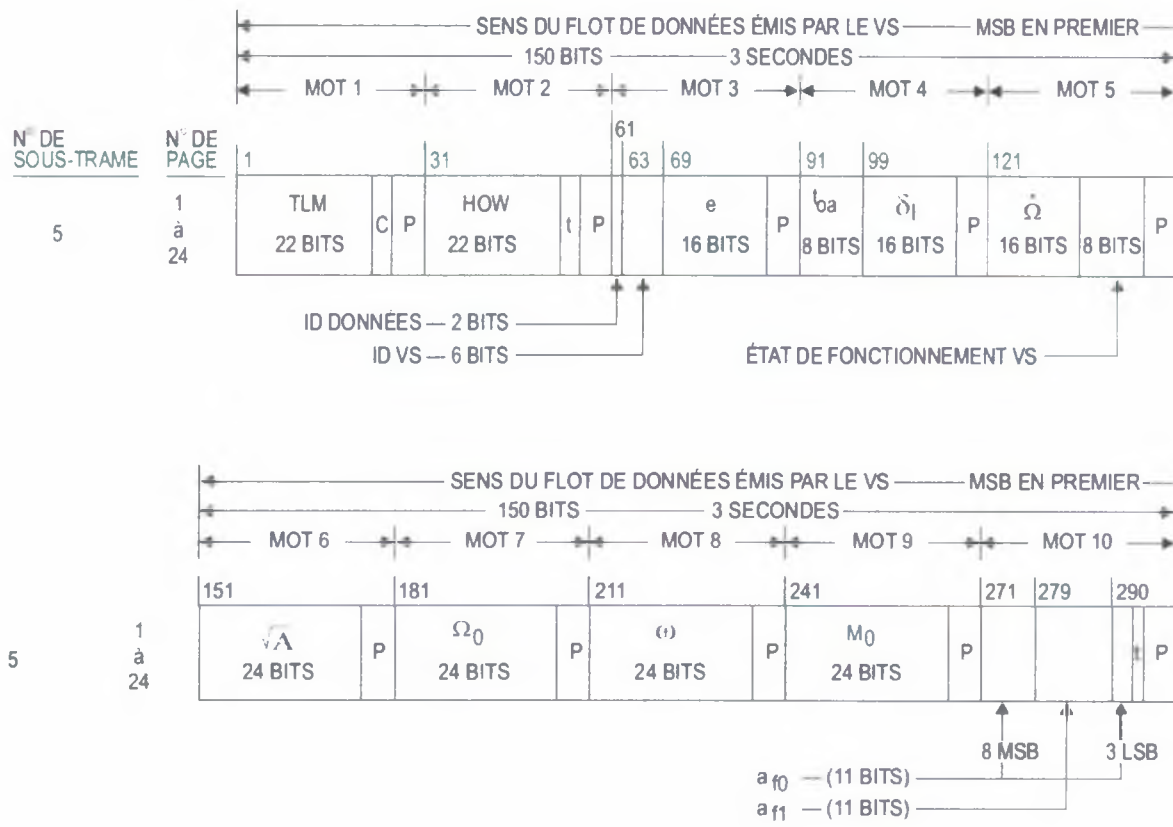 SENS DU FLOT DE DONNÉES ÉMIS PAR LE VS MSB EN PREMIER
150 BITS 3 SECONDES
MOT 1 MOT 2 MOT 3 MOT 4 MOT 5
N° DE SOUS-TRAME
N° DE PAGE
1 31 61 63 69 91 99 121
5
1 à 24
TLM 22 BITS C P HOW 22 BITS t P e 16 BITS P t_oa 8 BITS δ_I 16 BITS P Ω̇ 16 BITS 8 BITS P
ID DONNÉES — 2 BITS
ID VS — 6 BITS
ÉTAT DE FONCTIONNEMENT VS
SENS DU FLOT DE DONNÉES ÉMIS PAR LE VS MSB EN PREMIER
150 BITS 3 SECONDES
MOT 6 MOT 7 MOT 8 MOT 9 MOT 10
151 181 211 241 271 279 290
5
1 à 24
√A 24 BITS P Ω0 24 BITS P ω 24 BITS P M0 24 BITS P t P
8 MSB 3 LSB
a f0 — (11 BITS)
a f1 — (11 BITS)